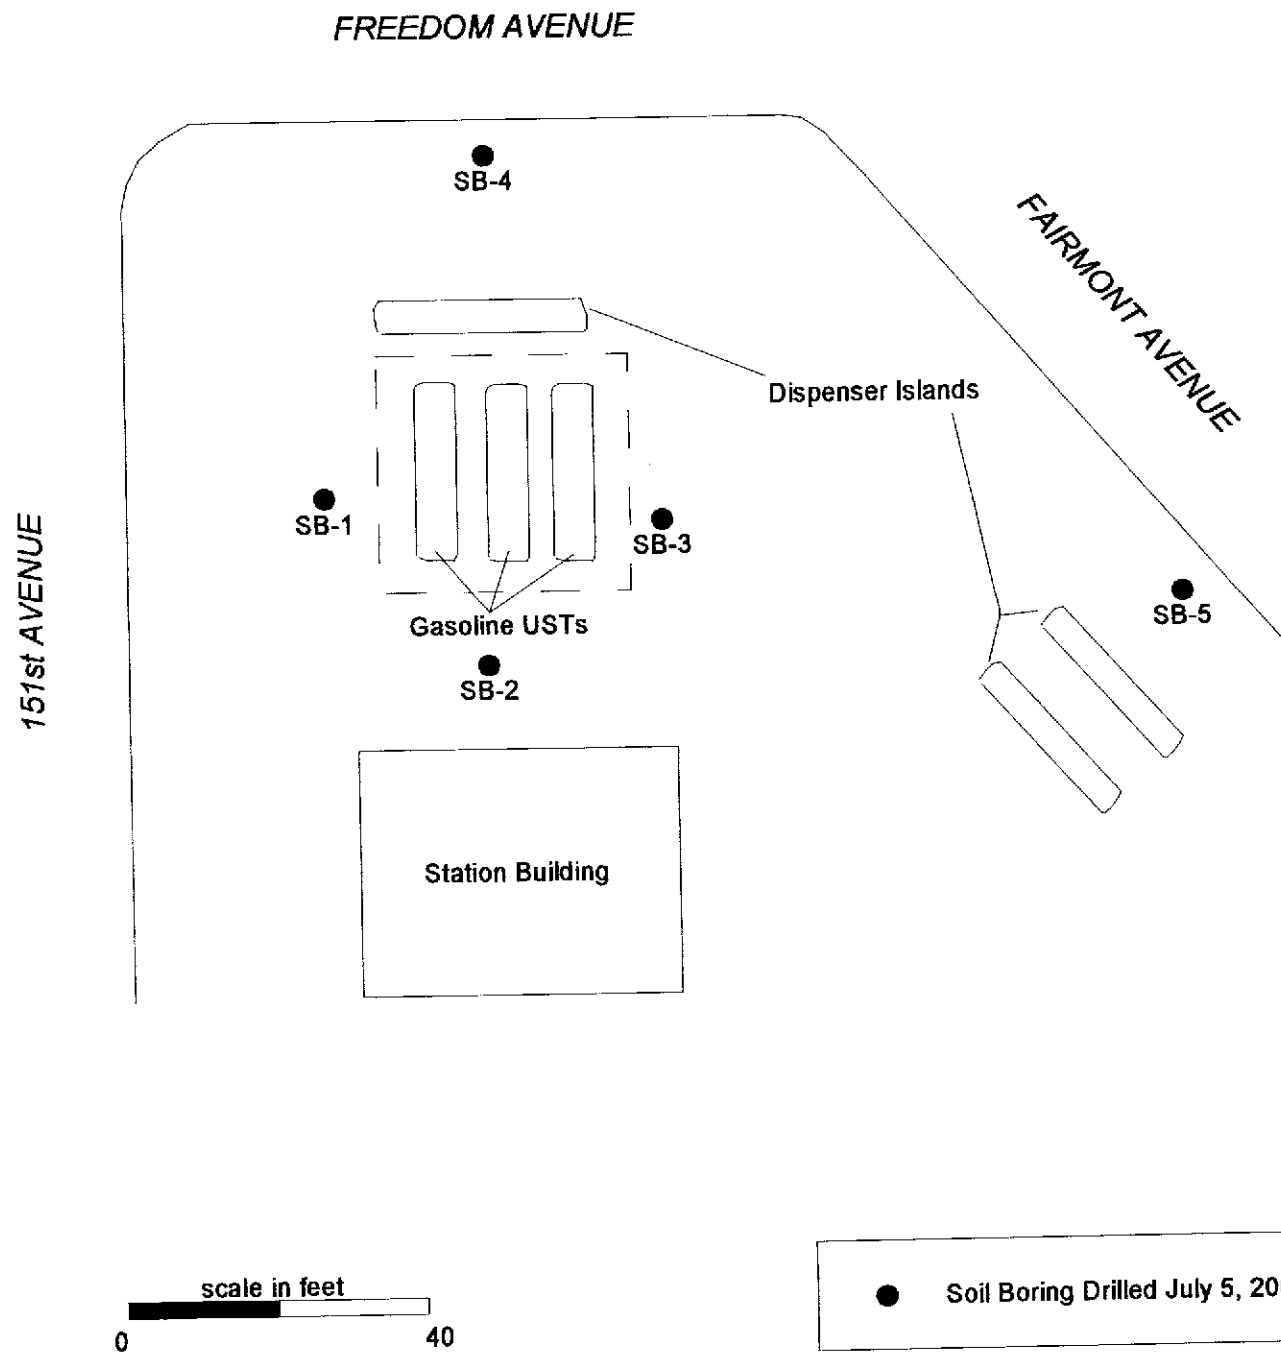 FREEDOM AVENUE
SB-4
FAIRMONT AVENUE
Dispenser Islands
SB-1
SB-3
151st AVENUE
SB-5
Gasoline USTs
SB-2
Station Building
scale in feet
0
40
Soil Boring Drilled July 5, 20